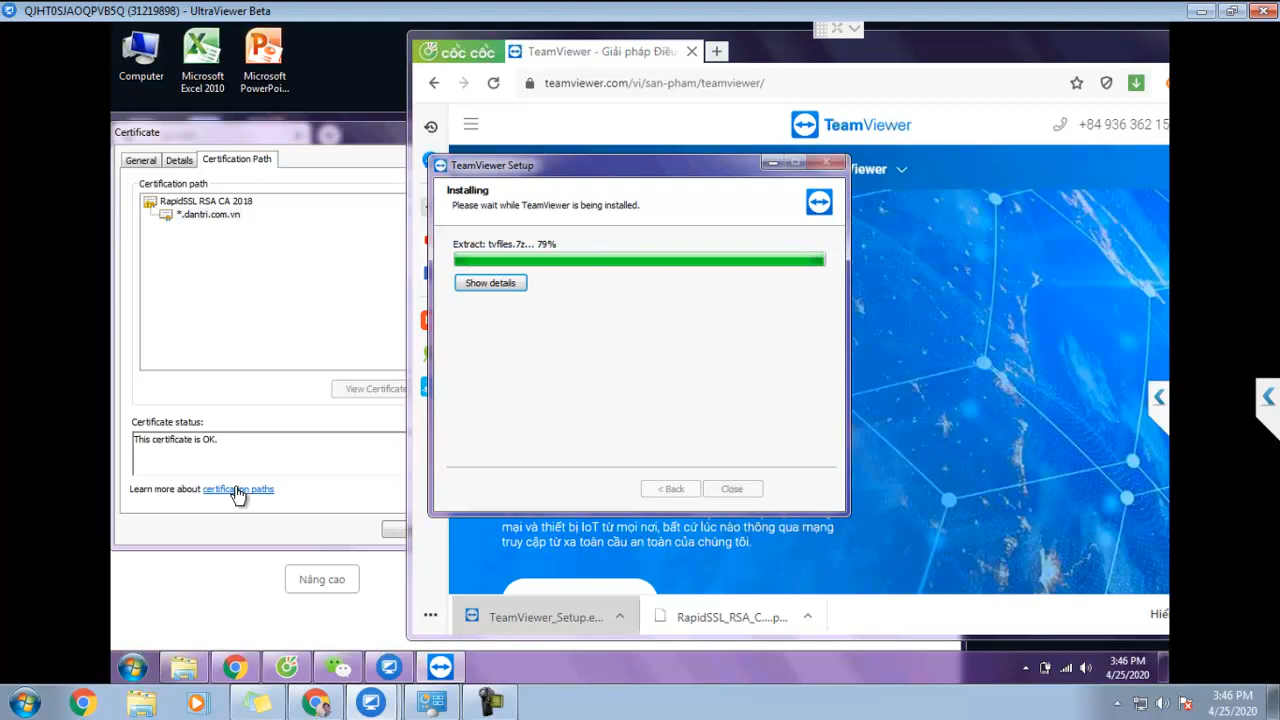 QJHT0SJAOQPVB5Q (31219898) - UltraViewer Beta
Computer
Microsoft
Excel 2010
Microsoft
PowerPoi...
Certificate
General
Details
Certification Path
Certification path
RapidSSL RSA CA 2018
*.dantri.com.vn
View Certificate
Certificate status:
This certificate is OK.
Learn more about certification paths
Nâng cao
cốc cốc
TeamViewer - Giải pháp Điều
teamviewer.com/vi/san-pham/teamviewer/
TeamViewer
+84 936 362 15
Viewer
TeamViewer Setup
Installing
Please wait while TeamViewer is being installed.
Extract: tvfiles.7z... 79%
Show details
< Back
Close
mại và thiết bị IoT từ mọi nơi, bất cứ lúc nào thông qua mạng
truy cập từ xa toàn cầu an toàn của chúng tôi.
TeamViewer_Setup.e...
RapidSSL_RSA_C....p...
Hiể
3:46 PM
4/25/2020
3:46 PM
4/25/2020